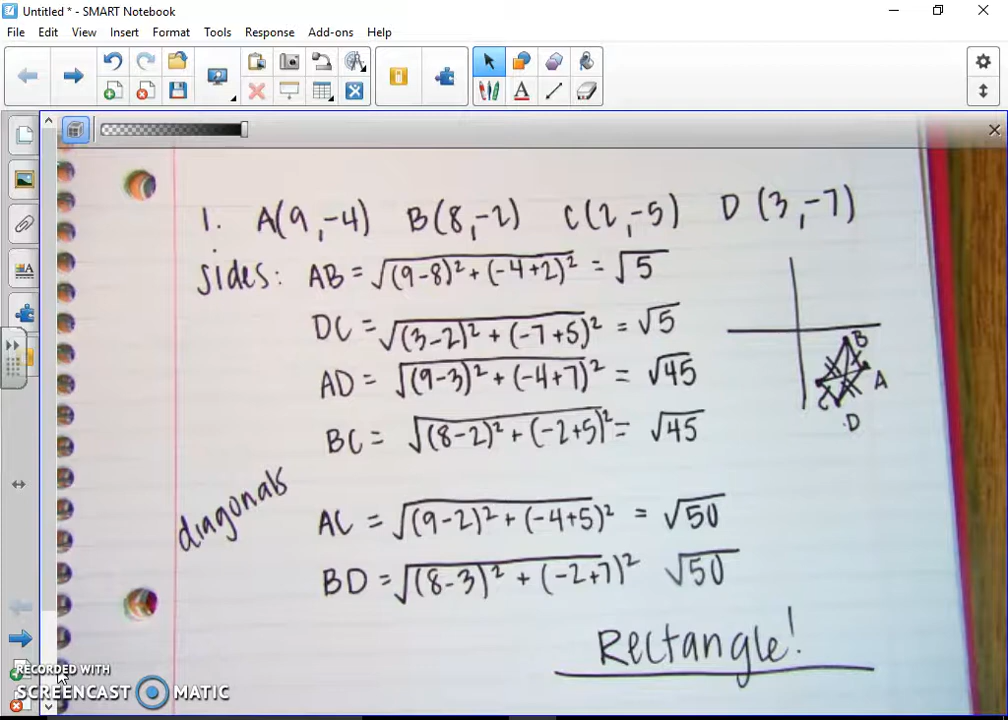 Untitled * - SMART Notebook
File Edit View Insert Format Tools Response Add-ons Help
1. A(9,-4) B(8,-2) C(2,-5) D(3,-7)
sides: AB = √(9-8)² + (-4+2)² = √5
DC = √(3-2)² + (-7+5)² = √5
AD = √(9-3)² + (-4+7)² = √45
BC = √(8-2)² + (-2+5)² = √45
B
A
C
D
diagonals
AC = √(9-2)² + (-4+5)² = √50
BD = √(8-3)² + (-2+7)² √50
Rectangle!
RECORDED WITH
SCREENCAST MATIC